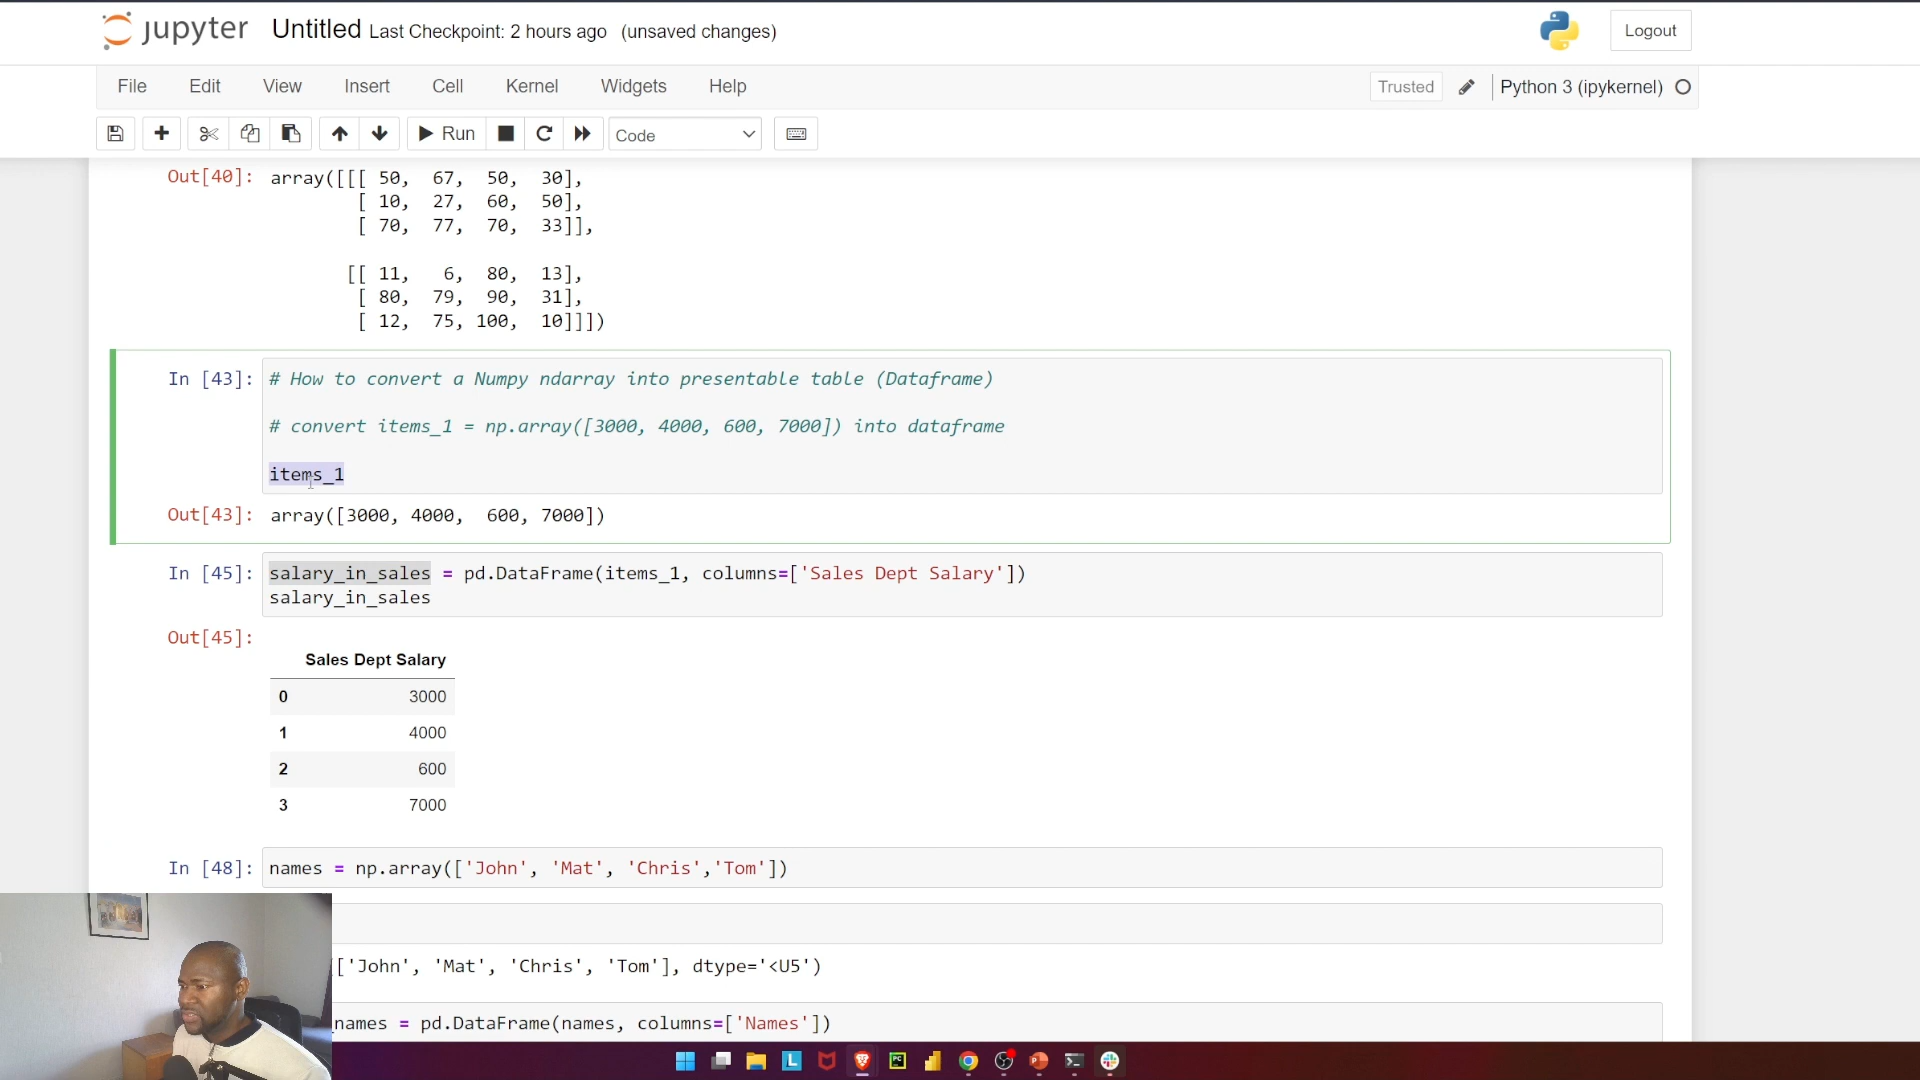 jupyter Untitled Last Checkpoint: 2 hours ago (unsaved changes) Logout
File Edit View Insert Cell Kernel Widgets Help Trusted Python 3 (ipykernel)
Run Code
Out[40]: array([[[ 50, 67, 50, 30],
[ 10, 27, 60, 50],
[ 70, 77, 70, 33]],
[[ 11, 6, 80, 13],
[ 80, 79, 90, 31],
[ 12, 75, 100, 10]]])
In [43]: # How to convert a Numpy ndarray into presentable table (Dataframe)
# convert items_1 = np.array([3000, 4000, 600, 7000]) into dataframe
items_1
Out[43]: array([3000, 4000, 600, 7000])
In [45]: salary_in_sales = pd.DataFrame(items_1, columns=['Sales Dept Salary'])
salary_in_sales
Out[45]:
Sales Dept Salary
0 3000
1 4000
2 600
3 7000
In [48]: names = np.array(['John', 'Mat', 'Chris','Tom'])
['John', 'Mat', 'Chris', 'Tom'], dtype='<U5')
_names = pd.DataFrame(names, columns=['Names'])